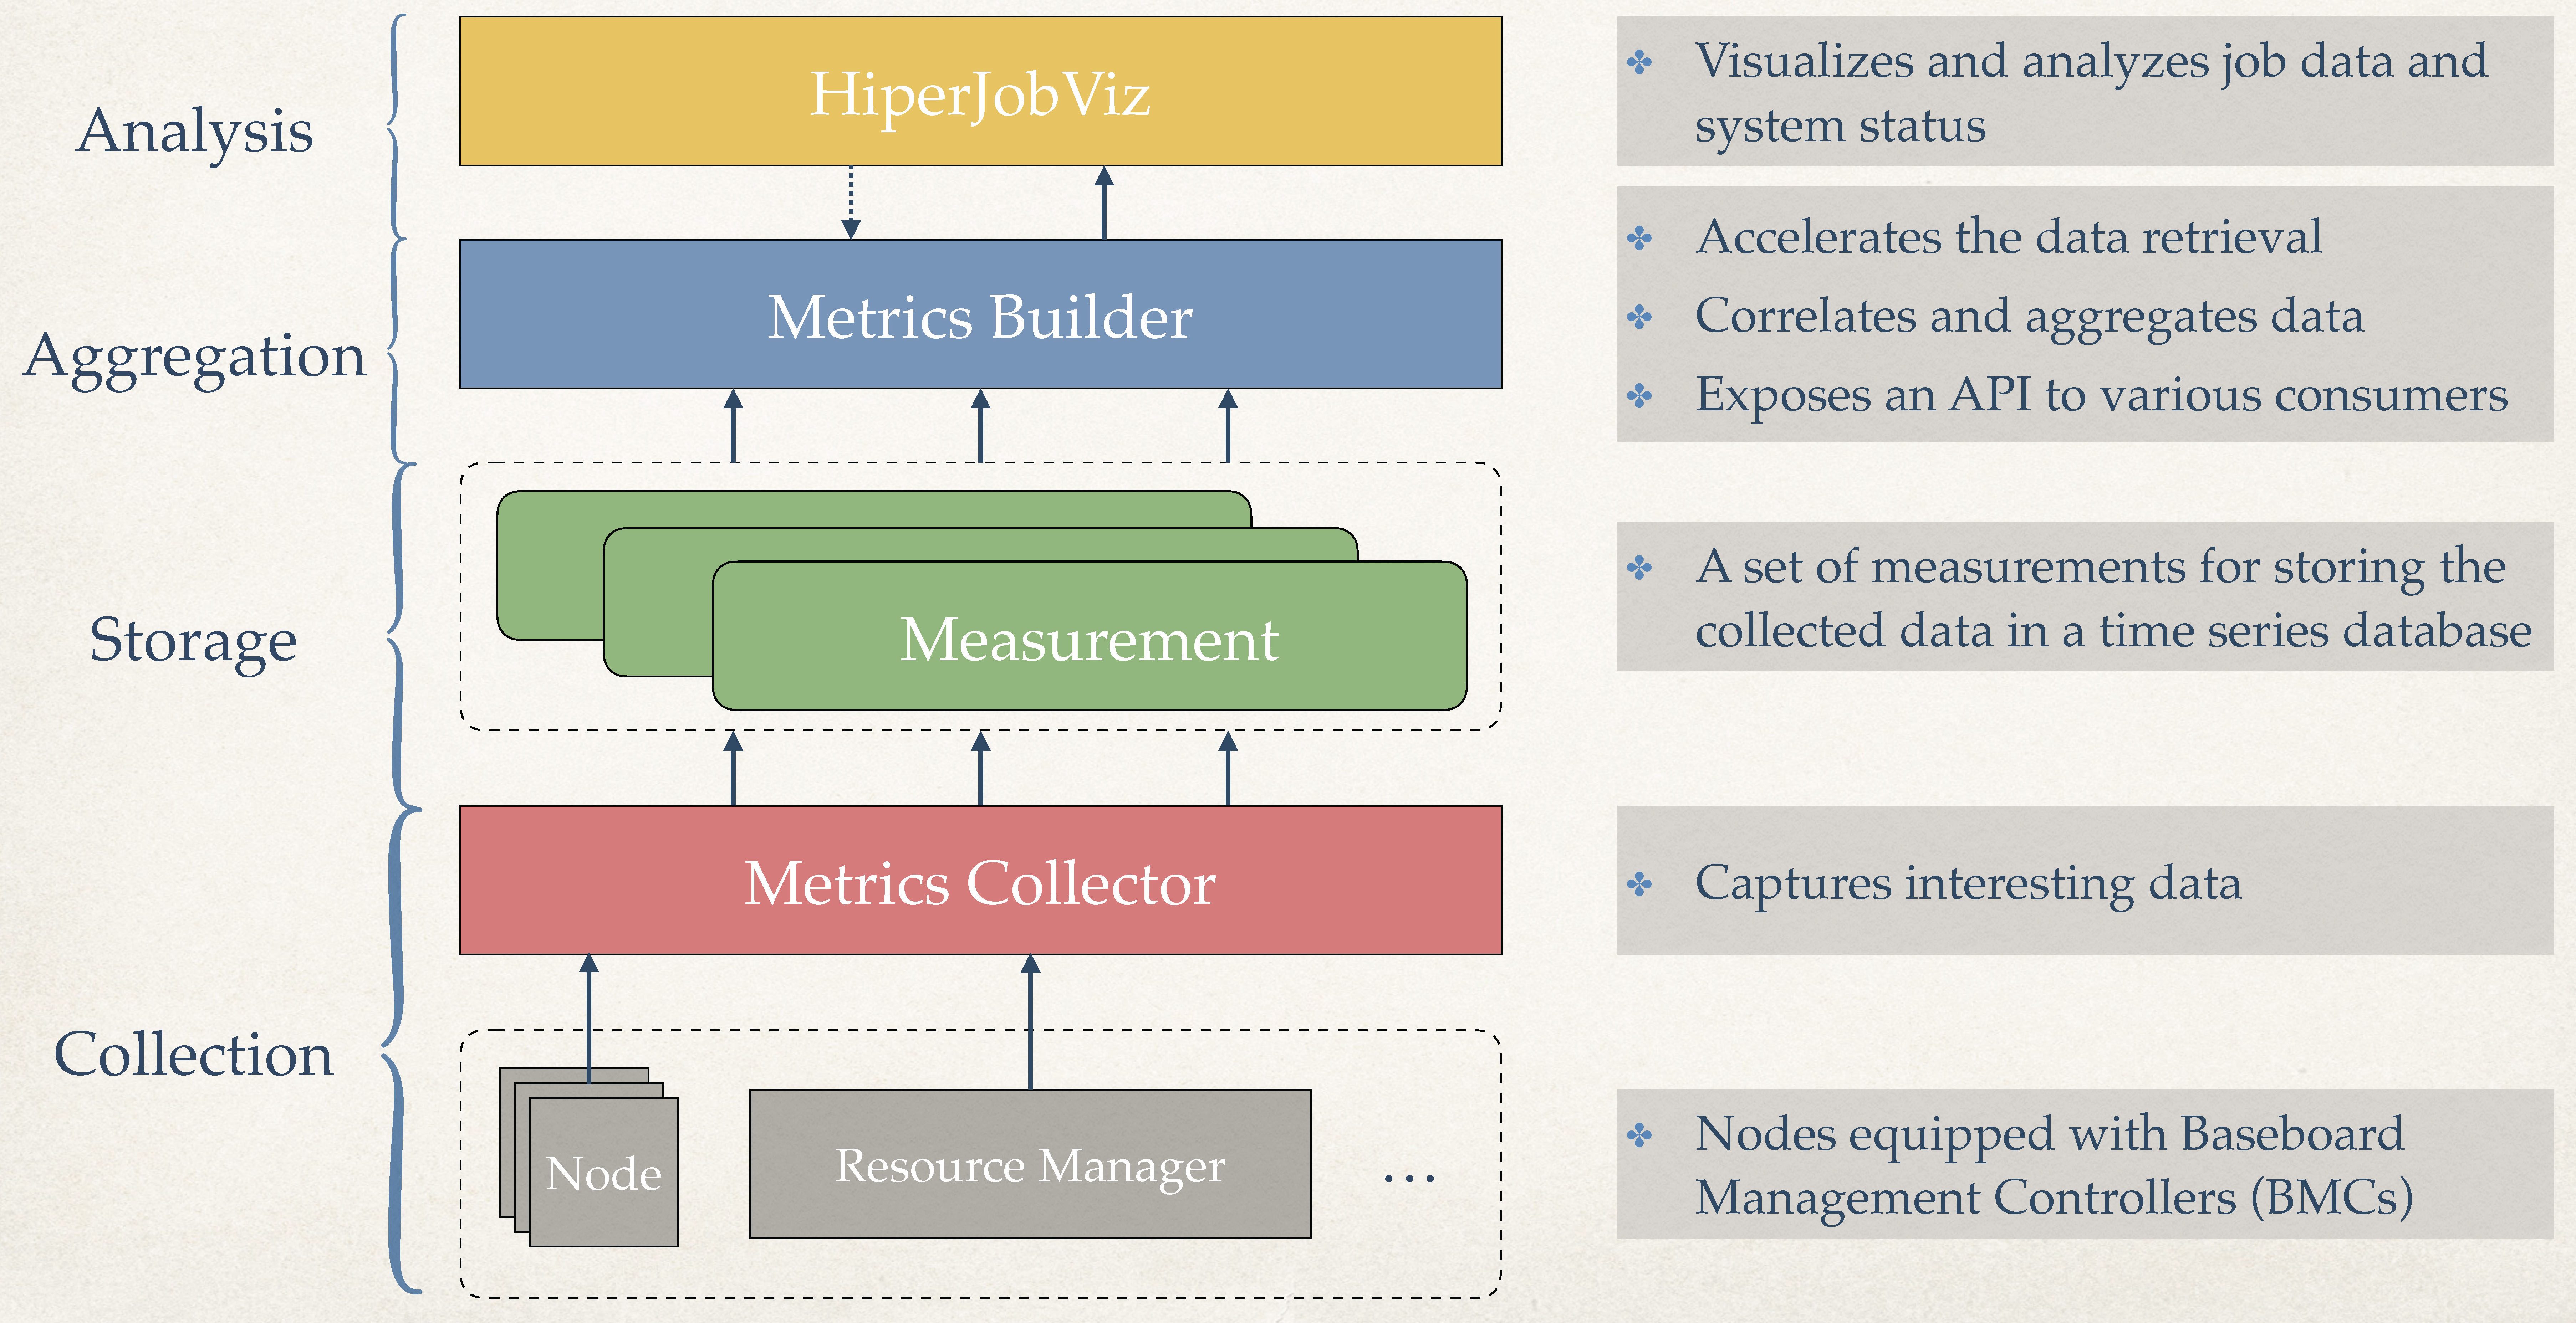 Analysis
HiperJobViz
Visualizes and analyzes job data and
system status
Aggregation
Metrics Builder
Accelerates the data retrieval
Correlates and aggregates data
Exposes an API to various consumers
Storage
Measurement
A set of measurements for storing the
collected data in a time series database
Collection
Metrics Collector
Captures interesting data
Node
Resource Manager
...
Nodes equipped with Baseboard
Management Controllers (BMCs)